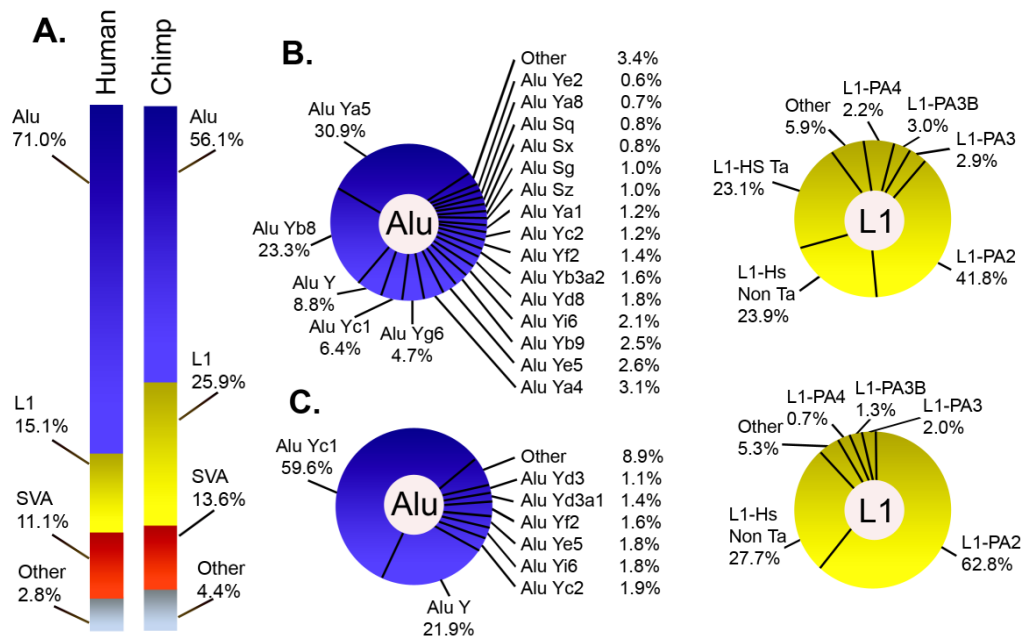 A.
Human
Chimp
Alu
71.0%
Alu
56.1%
L1
25.9%
L1
15.1%
SVA
11.1%
SVA
13.6%
Other
2.8%
Other
4.4%
B.
Alu Ya5
30.9%
Alu Yb8
23.3%
Alu Y
8.8%
Alu Yc1
6.4%
Alu Yg6
4.7%
Alu
Other 3.4%
Alu Ye2 0.6%
Alu Ya8 0.7%
Alu Sq 0.8%
Alu Sx 0.8%
Alu Sg 1.0%
Alu Sz 1.0%
Alu Ya1 1.2%
Alu Yc2 1.2%
Alu Yf2 1.4%
Alu Yb3a2 1.6%
Alu Yd8 1.8%
Alu Yi6 2.1%
Alu Yb9 2.5%
Alu Ye5 2.6%
Alu Ya4 3.1%
L1-PA4
2.2%
Other
5.9%
L1-PA3B
3.0%
L1-PA3
2.9%
L1-HS Ta
23.1%
L1
L1-PA2
41.8%
L1-Hs
Non Ta
23.9%
C.
Alu Yc1
59.6%
Alu
Alu Y
21.9%
Other 8.9%
Alu Yd3 1.1%
Alu Yd3a1 1.4%
Alu Yf2 1.6%
Alu Ye5 1.8%
Alu Yi6 1.8%
Alu Yc2 1.9%
L1-PA4
0.7%
L1-PA3B
1.3%
L1-PA3
2.0%
Other
5.3%
L1
L1-Hs
Non Ta
27.7%
L1-PA2
62.8%